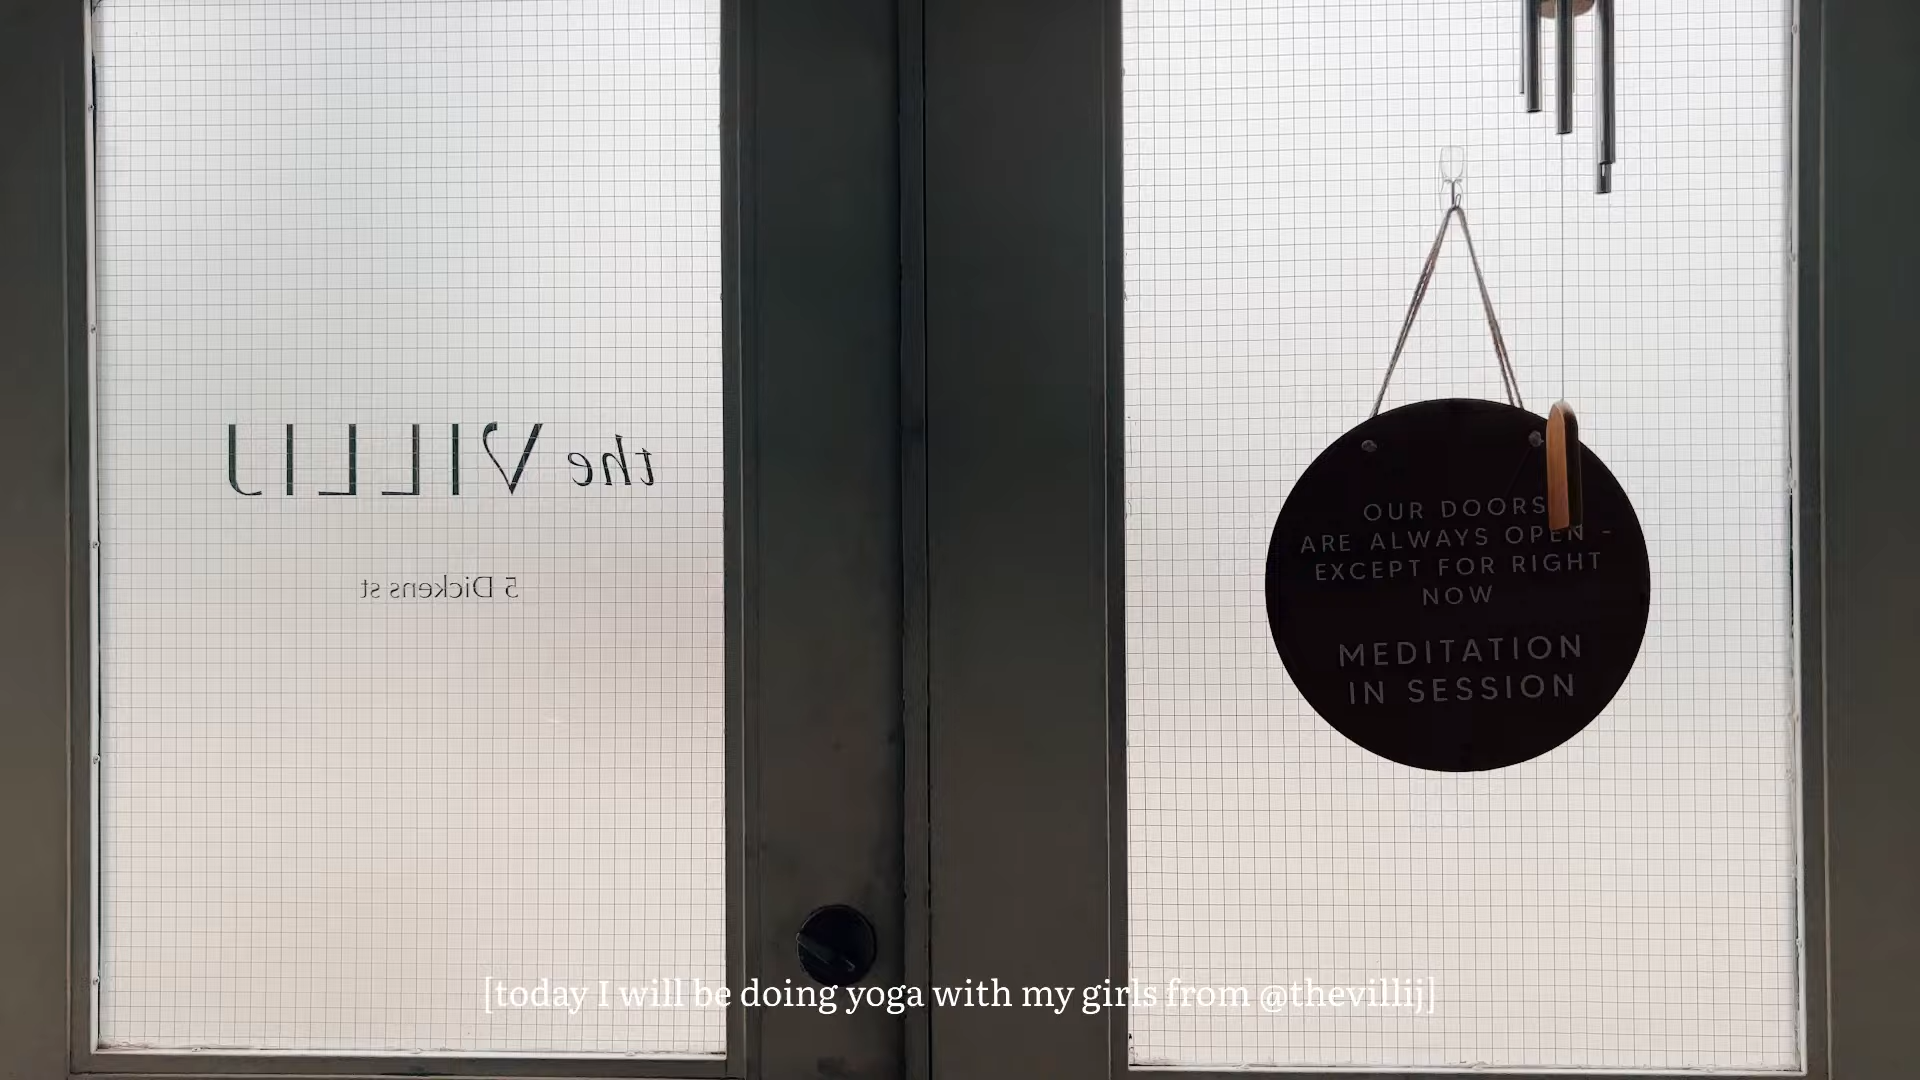 the VILLIJ
5 Dickens st
OUR DOORS
ARE ALWAYS OPEN -
EXCEPT FOR RIGHT
NOW
MEDITATION
IN SESSION
[today I will be doing yoga with my girls from @thevillij]